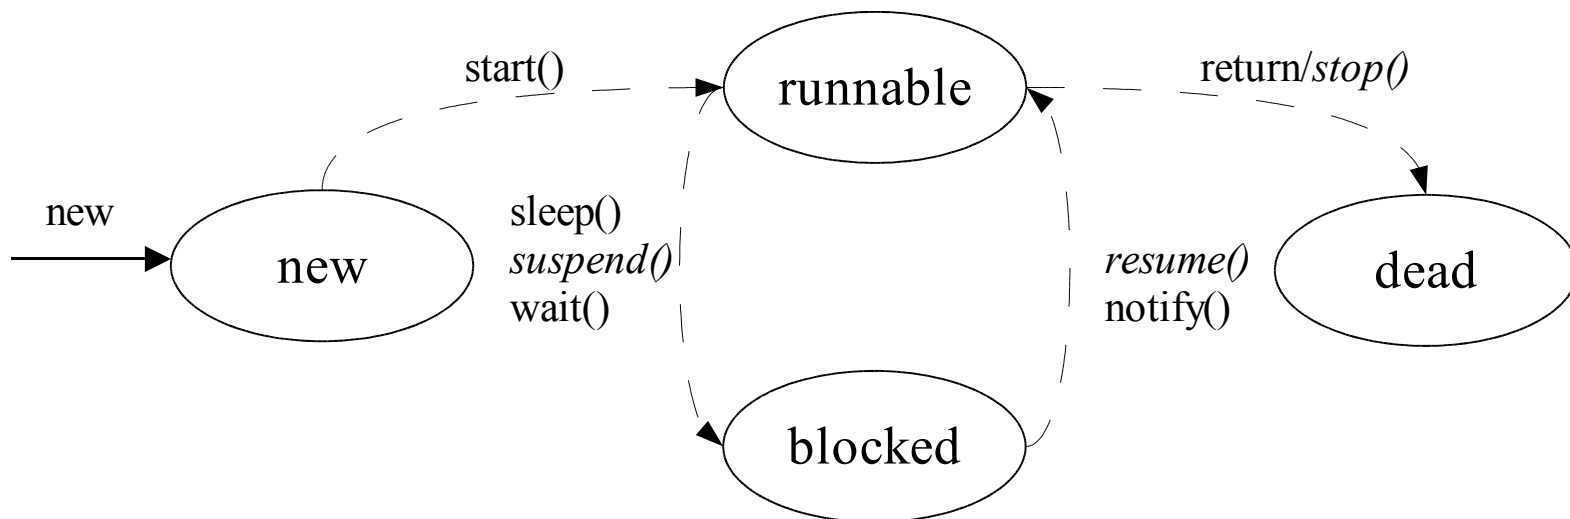 start()
runnable
return/stop()
new
new
sleep()
suspend()
wait()
resume()
notify()
dead
blocked